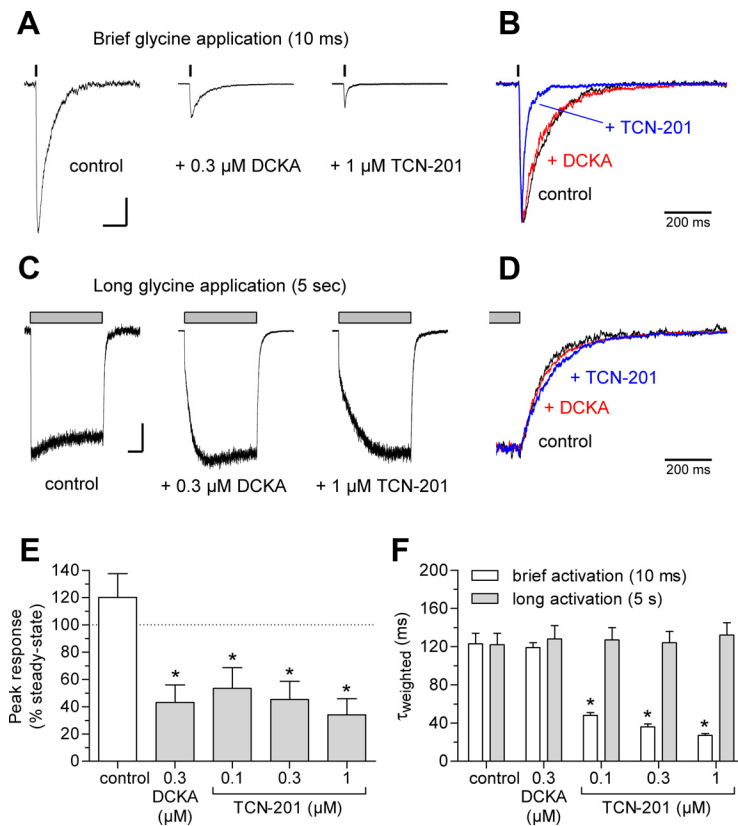 A
Brief glycine application (10 ms)
control
+ 0.3 µM DCKA
+ 1 µM TCN-201
B
+ TCN-201
+ DCKA
control
200 ms
C
Long glycine application (5 sec)
control
+ 0.3 µM DCKA
+ 1 µM TCN-201
D
+ TCN-201
+ DCKA
control
200 ms
E
Peak response
(% steady-state)
140
120
100
80
60
40
20
0
*
*
*
*
control
0.3
0.1
0.3
1
DCKA
(µM)
TCN-201 (µM)
F
τweighted (ms)
200
160
120
80
40
0
brief activation (10 ms)
long activation (5 s)
*
*
*
control
0.3
0.1
0.3
1
DCKA
(µM)
TCN-201 (µM)